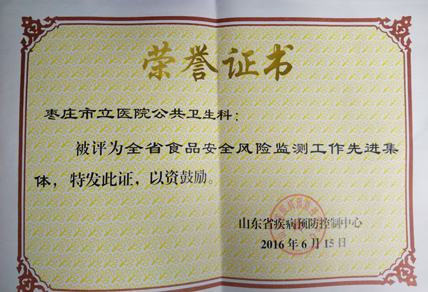 荣誉证书
枣庄市立医院公共卫生科：
被评为全省食品安全风险监测工作先进集
体，特发此证，以资鼓励。
山东省疾病预防控制中心
2016年6月15日